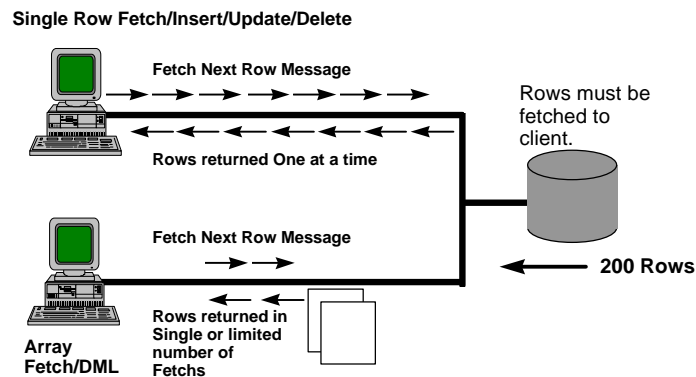 Single Row Fetch/Insert/Update/Delete
Fetch Next Row Message
Rows must be
fetched to
client.
Rows returned One at a time
Fetch Next Row Message
200 Rows
Rows returned in
Single or limited
number of
Fetchs
Array
Fetch/DML